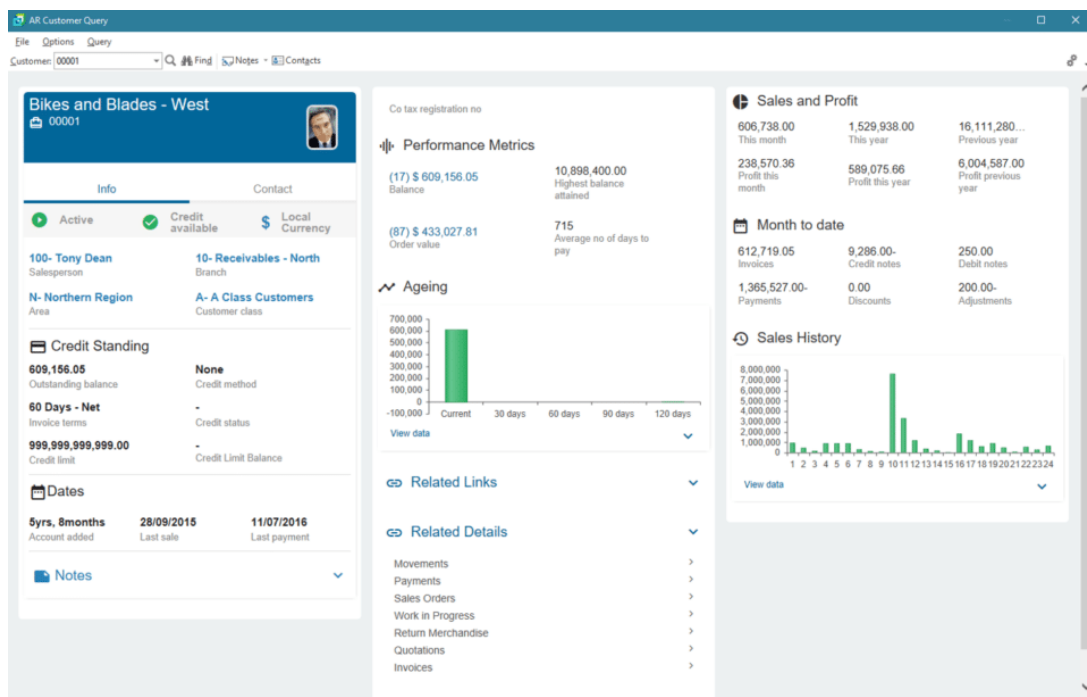 AR Customer Query
File Options Query
Customer: 00001 Find Notes Contacts
Bikes and Blades - West
00001
Info Contact
Active Credit available $ Local Currency
100- Tony Dean 10- Receivables - North
Salesperson Branch
N- Northern Region A- A Class Customers
Area Customer class
Credit Standing
609,156.05 None
Outstanding balance Credit method
60 Days - Net -
Invoice terms Credit status
999,999,999,999.00 -
Credit limit Credit Limit Balance
Dates
5yrs, 8months 28/09/2015 11/07/2016
Account added Last sale Last payment
Notes
Co tax registration no
Performance Metrics
(17) $ 609,156.05 10,898,400.00
Balance Highest balance attained
(87) $ 433,027.81 715
Order value Average no of days to pay
Ageing
700,000
600,000
500,000
400,000
300,000
200,000
100,000
0
-100,000
Current 30 days 60 days 90 days 120 days
View data
Related Links
Related Details
Movements
Payments
Sales Orders
Work in Progress
Return Merchandise
Quotations
Invoices
Sales and Profit
606,738.00 1,529,938.00 16,111,280...
This month This year Previous year
238,570.36 589,075.66 6,004,587.00
Profit this month Profit this year Profit previous year
Month to date
612,719.05 9,286.00- 250.00
Invoices Credit notes Debit notes
1,365,527.00- 0.00 200.00-
Payments Discounts Adjustments
Sales History
8,000,000
7,000,000
6,000,000
5,000,000
4,000,000
3,000,000
2,000,000
1,000,000
0
1 2 3 4 5 6 7 8 9 10 11 12 13 14 15 16 17 18 19 20 21 22 23 24
View data